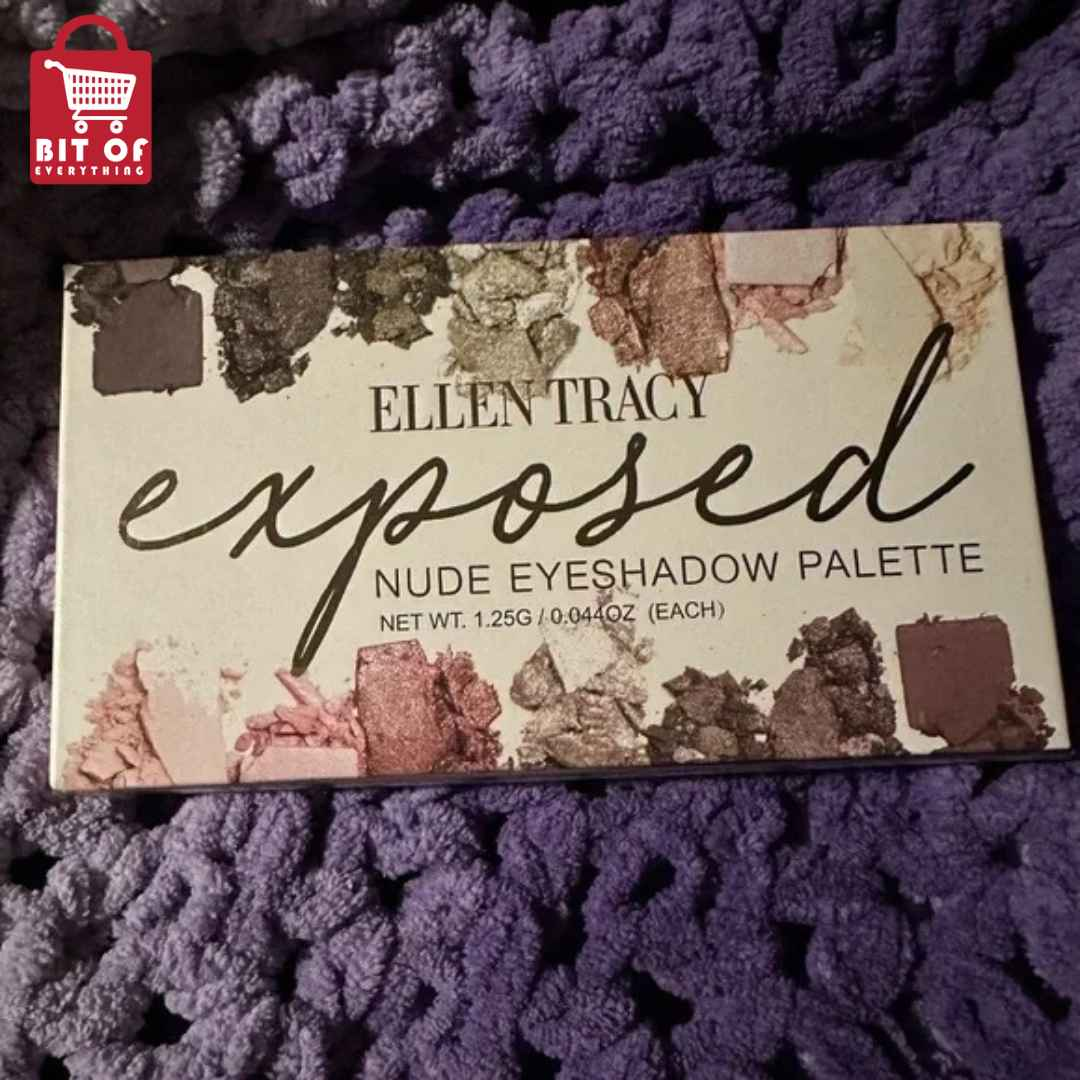 BIT OF
EVERYTHING
ELLEN TRACY
exposed
NUDE EYESHADOW PALETTE
NET WT. 1.25G / 0.044OZ (EACH)